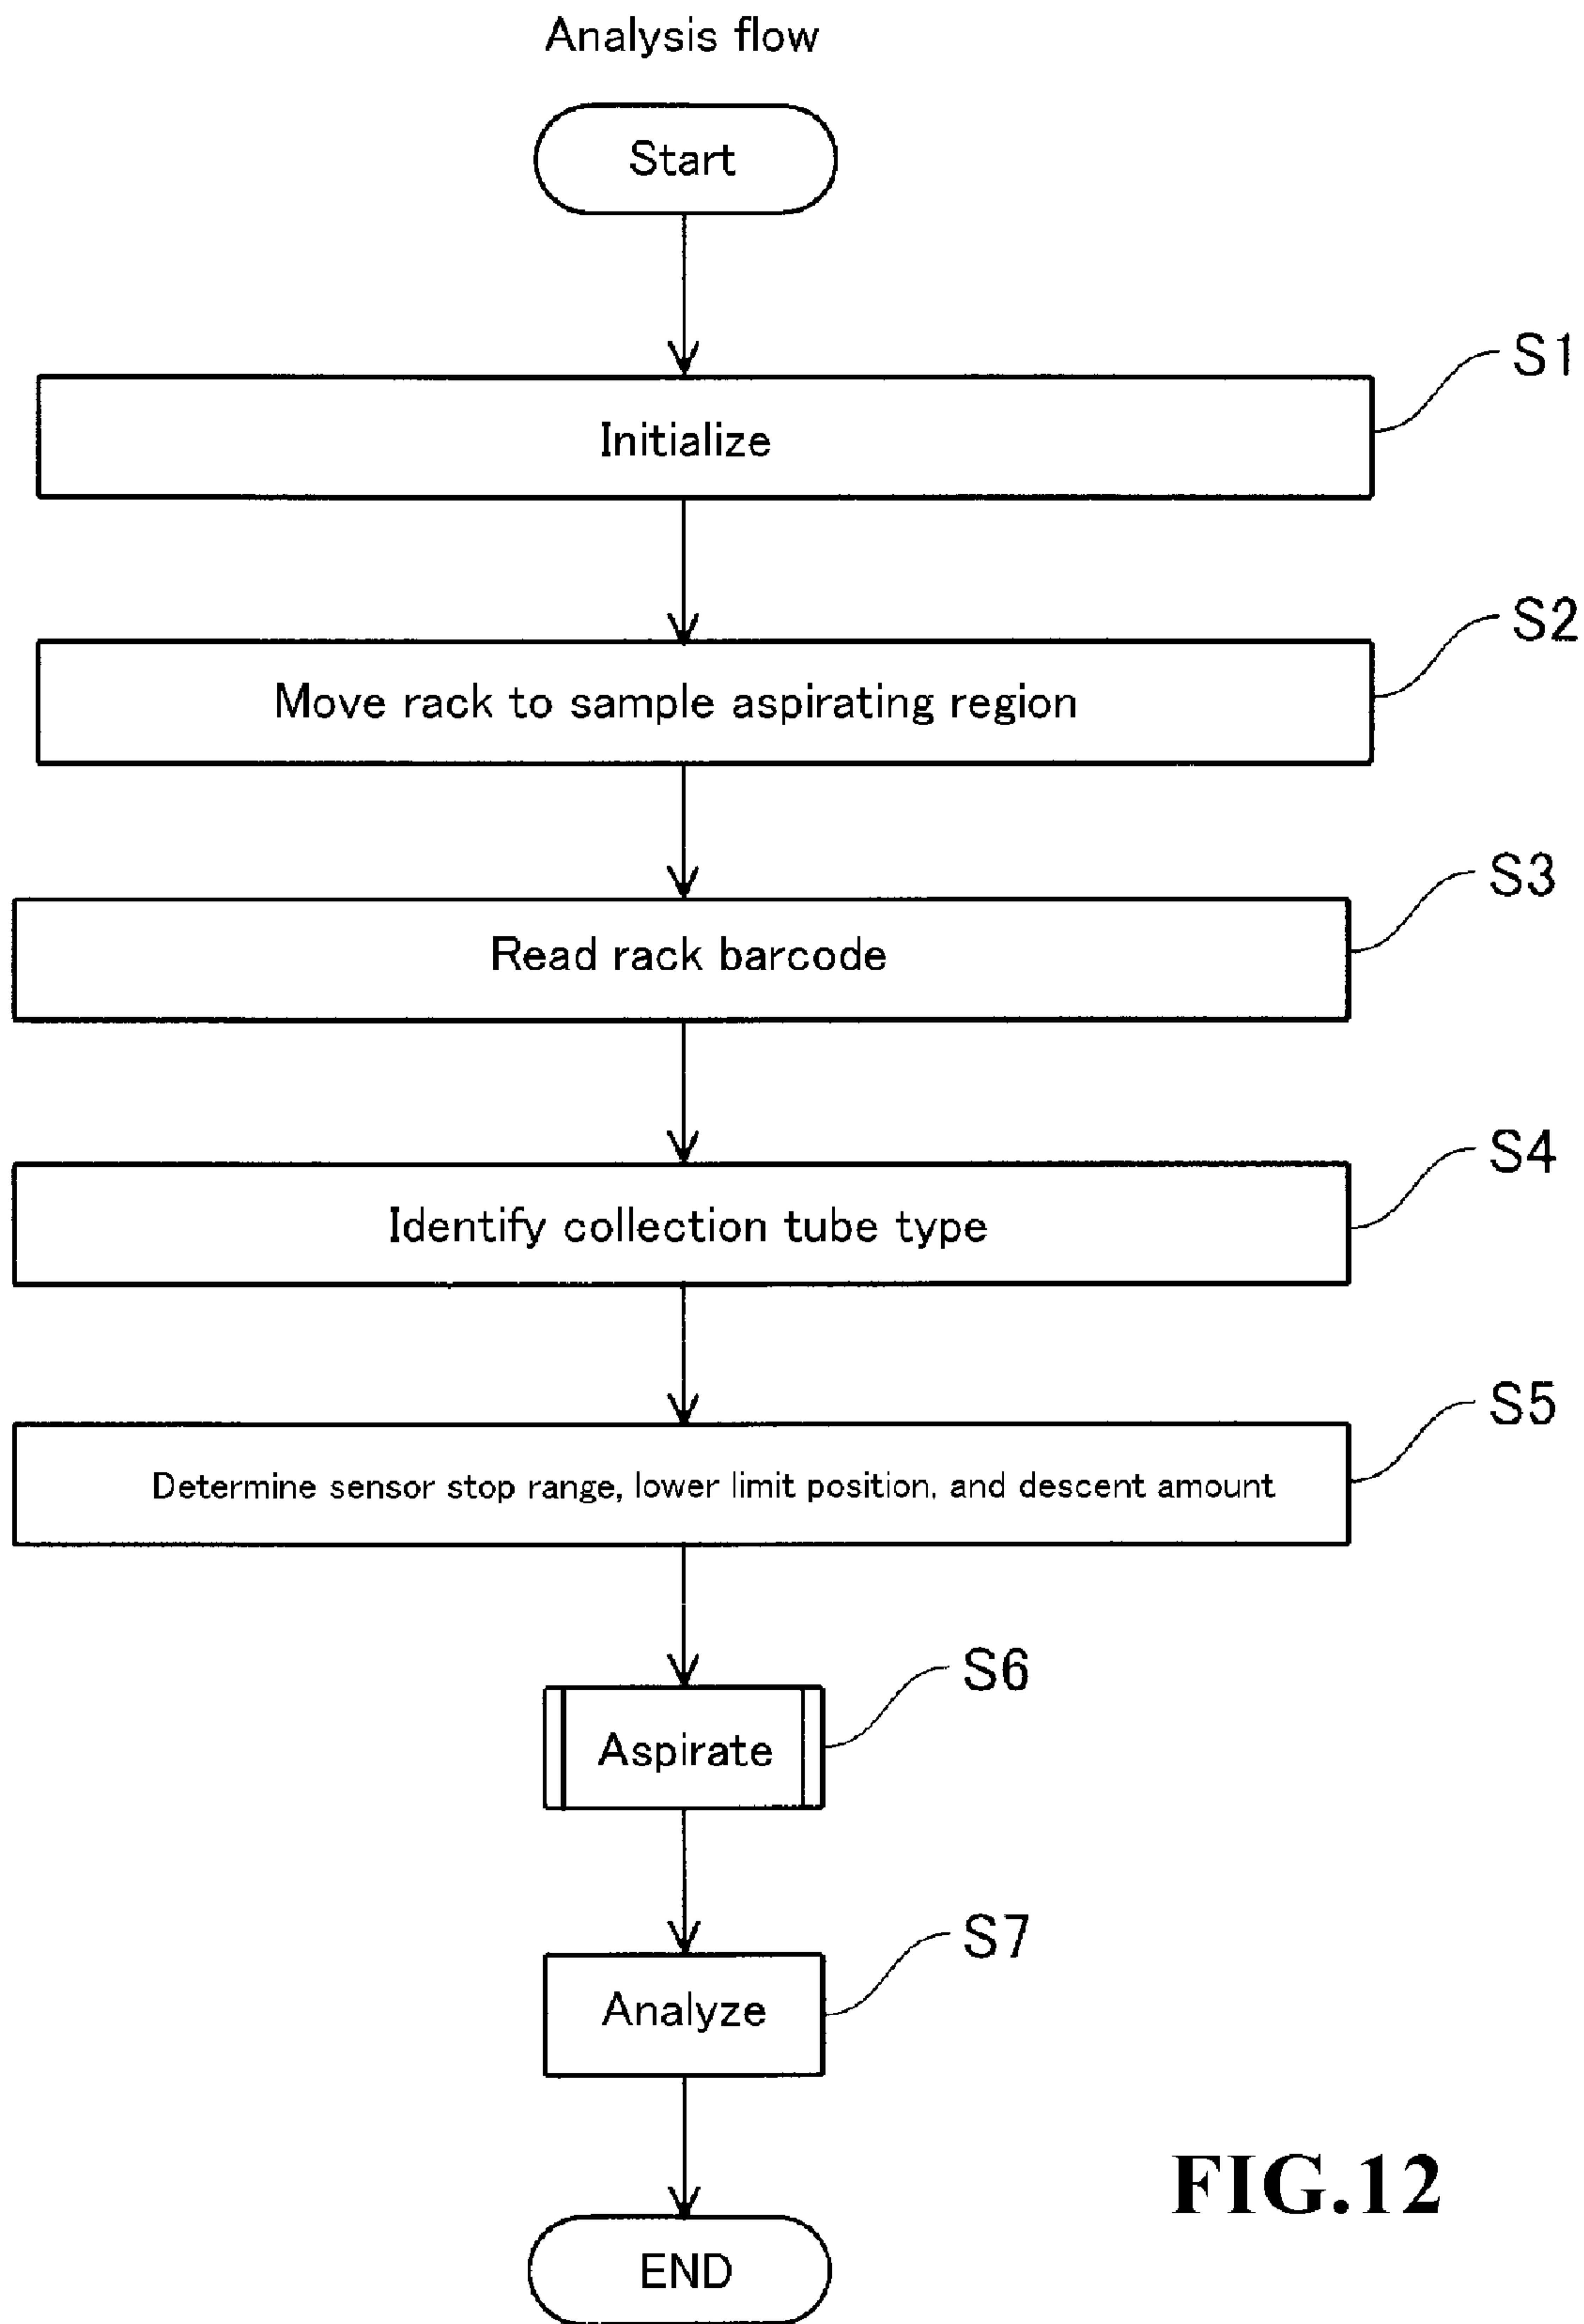 Analysis flow
Start
S1
Initialize
S2
Move rack to sample aspirating region
S3
Read rack barcode
S4
Identify collection tube type
S5
Determine sensor stop range, lower limit position, and descent amount
S6
Aspirate
S7
Analyze
END
FIG.12